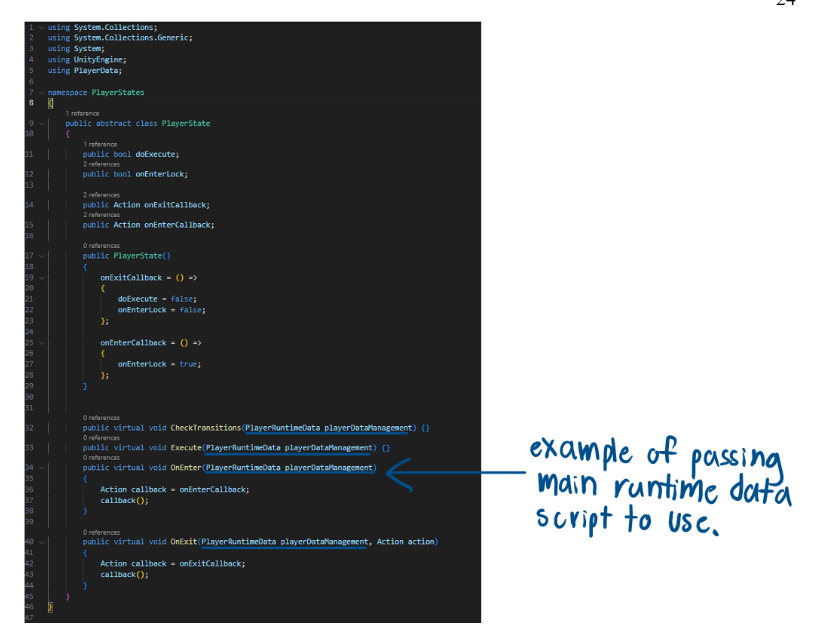 24
1 using System.Collections;
2 using System.Collections.Generic;
3 using System;
4 using UnityEngine;
5 using PlayerData;
6
7 namespace PlayerStates
8 {
1 reference
9 public abstract class PlayerState
10 {
1 reference
11 public bool doExecute;
2 references
12 public bool onEnterLock;
13
2 references
14 public Action onExitCallback;
2 references
15 public Action onEnterCallback;
16
0 references
17 public PlayerState()
18 {
19 onExitCallback = () =>
20 {
21 doExecute = false;
22 onEnterLock = false;
23 };
24
25 onEnterCallback = () =>
26 {
27 onEnterLock = true;
28 };
29 }
30
31
0 references
32 public virtual void CheckTransitions(PlayerRuntimeData playerDataManagement) {}
0 references
33 public virtual void Execute(PlayerRuntimeData playerDataManagement) {}
0 references
34 public virtual void OnEnter(PlayerRuntimeData playerDataManagement)
35 {
36 Action callback = onEnterCallback;
37 callback();
38 }
39
0 references
40 public virtual void OnExit(PlayerRuntimeData playerDataManagement, Action action)
41 {
42 Action callback = onExitCallback;
43 callback();
44 }
45 }
46 }
47
example of passing
main runtime data
script to use.